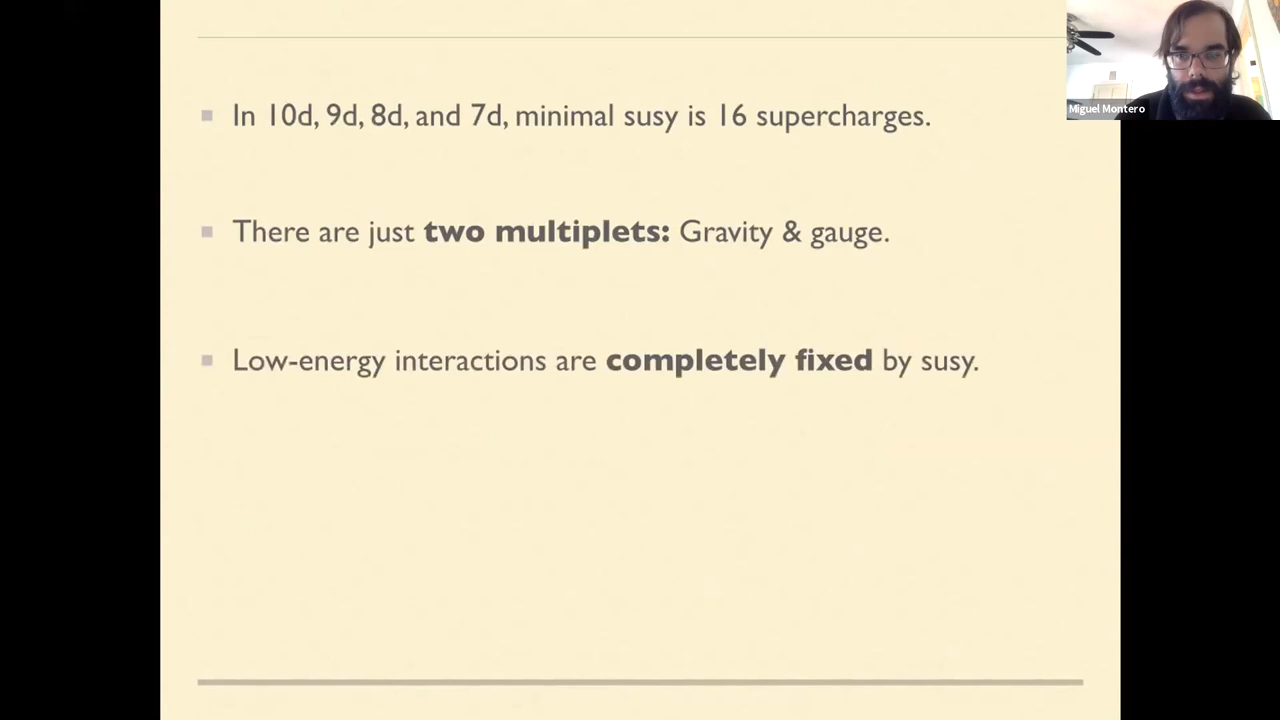 Miguel Montero
In 10d, 9d, 8d, and 7d, minimal susy is 16 supercharges.
There are just two multiplets: Gravity & gauge.
Low-energy interactions are completely fixed by susy.